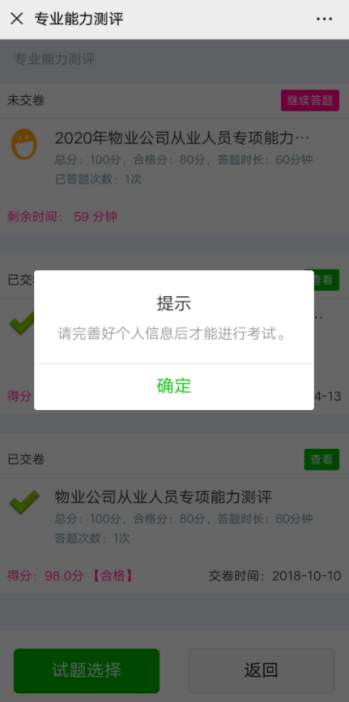 专业能力测评
专业能力测评
未交卷
继续答题
2020年物业公司从业人员专项能力…
总分：100分，合格分：80分，答题时长：60分钟
已答题次数：1次
剩余时间： 59 分钟
已交卷
查看
提示
请完善好个人信息后才能进行考试。
确定
得分
4-13
已交卷
查看
物业公司从业人员专项能力测评
总分：100分，合格分：80分，答题时长：60分钟
答题次数：1次
得分：98.0分【合格】
交卷时间：2018-10-10
试题选择
返回